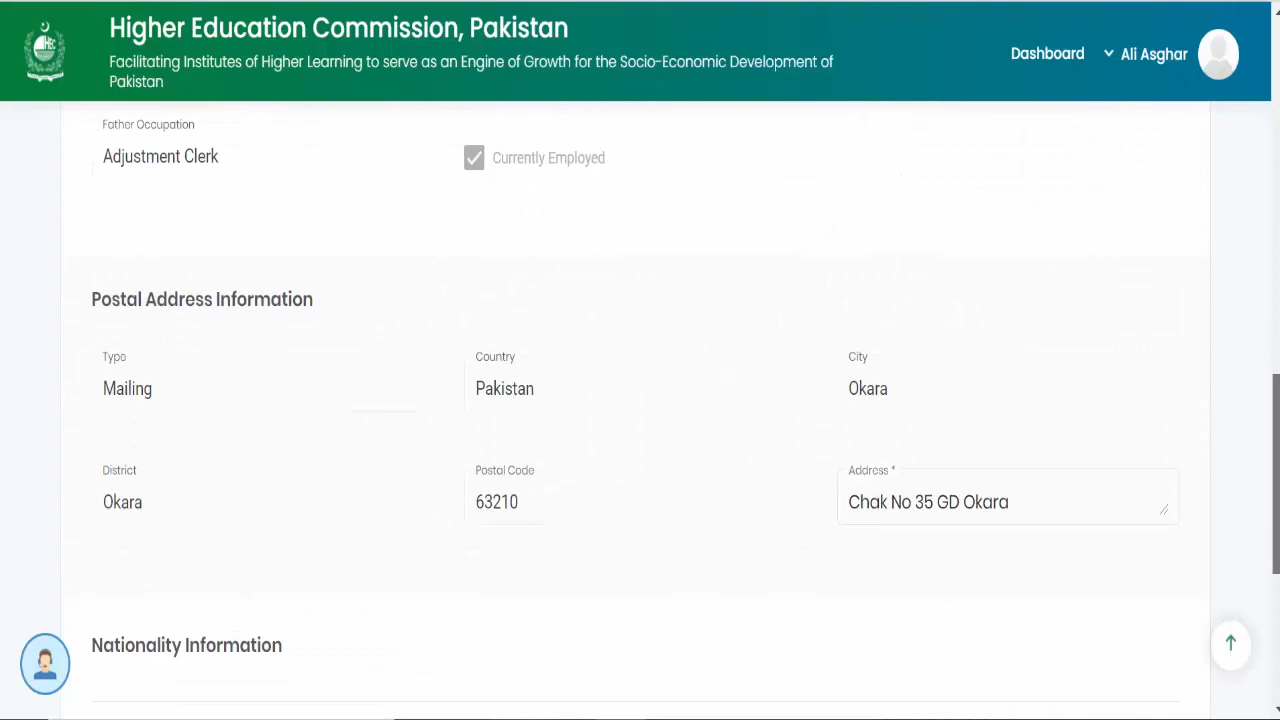 Higher Education Commission, Pakistan
Facilitating Institutes of Higher Learning to serve as an Engine of Growth for the Socio-Economic Development of
Pakistan
HEC
Dashboard
Ali Asghar
Father Occupation
Adjustment Clerk
Currently Employed
Postal Address Information
Type
Country
City
Mailing
Pakistan
Okara
District
Postal Code
Address *
Okara
63210
Chak No 35 GD Okara
Nationality Information